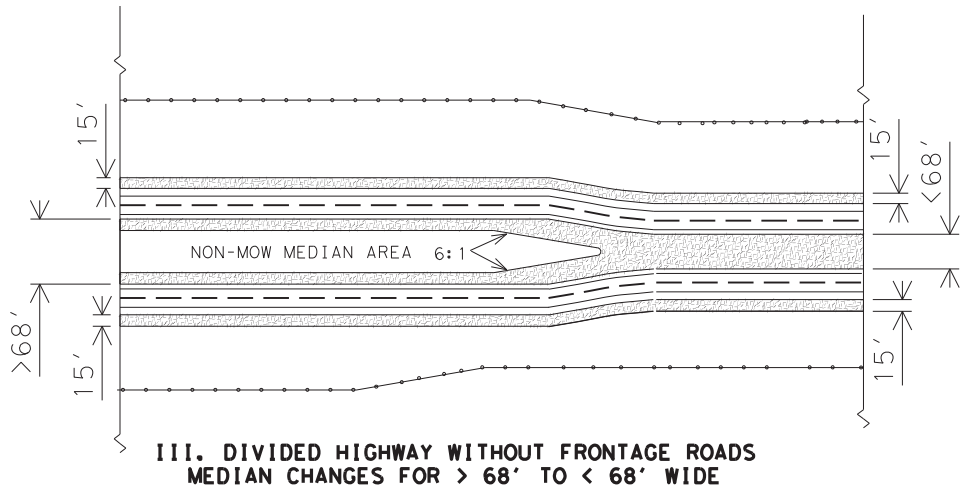 15'
15'
<68'
NON-MOW MEDIAN AREA 6:1
>68'
15'
15'
III. DIVIDED HIGHWAY WITHOUT FRONTAGE ROADS
MEDIAN CHANGES FOR > 68' TO < 68' WIDE